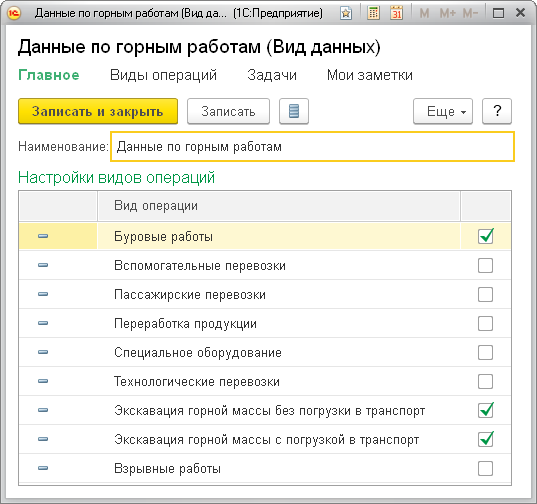 Данные по горным работам (Вид да... (1С:Предприятие)
M M+ M-
Данные по горным работам (Вид данных)
Главное Виды операций Задачи Мои заметки
Записать и закрыть Записать Еще ?
Наименование: Данные по горным работам
Настройки видов операций
Вид операции
Буровые работы
Вспомогательные перевозки
Пассажирские перевозки
Переработка продукции
Специальное оборудование
Технологические перевозки
Экскавация горной массы без погрузки в транспорт
Экскавация горной массы с погрузкой в транспорт
Взрывные работы